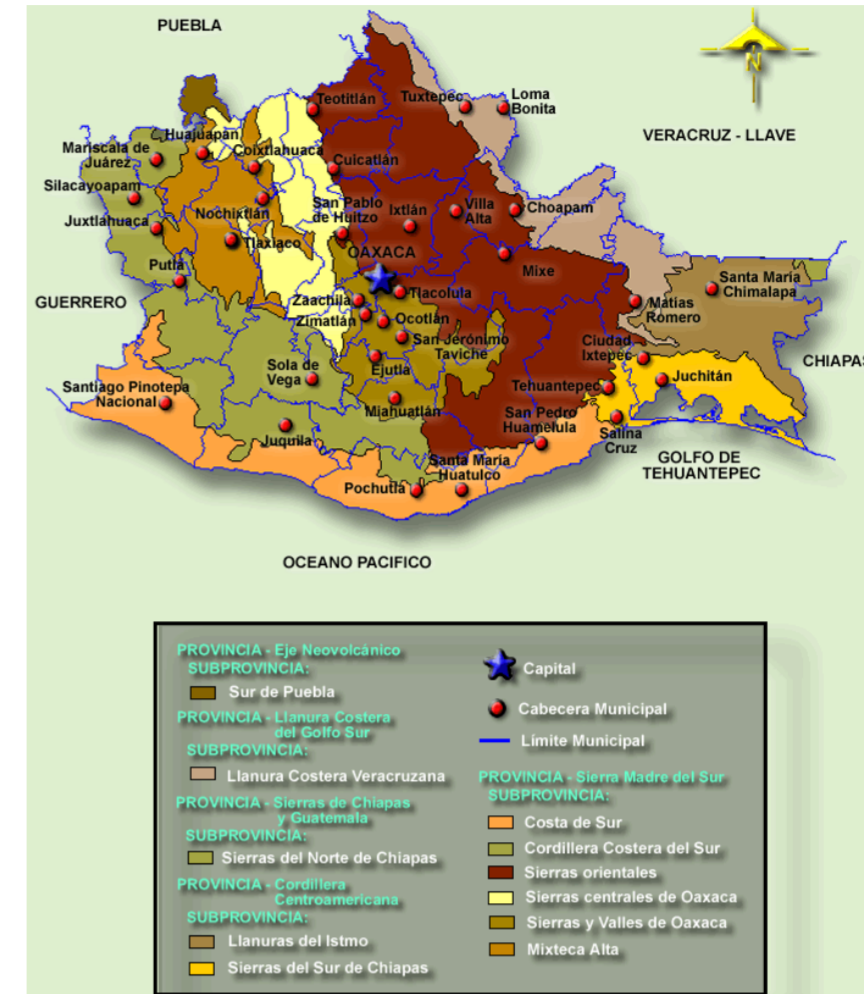 PUEBLA
N
VERACRUZ - LLAVE
Teotitlán
Tuxtepec
Loma
Bonita
Huajuapán
Mariscala de
Juárez
Coixtlahuaca
Cuicatlán
Silacayoapam
Nochixtlán
San Pablo
de Huitzo
Ixtlán
Villa
Alta
Choapam
Juxtlahuaca
Tlaxiaco
OAXACA
Mixe
Putla
GUERRERO
Zaachila
Tlacolula
Zimatlán
Ocotlán
San Jerónimo
Taviche
Matias
Romero
Santa María
Chimalapa
Ciudad
Ixtepec
CHIAPAS
Ejutla
Sola de
Vega
Santiago Pinotepa
Nacional
Tehuantepec
Juchitán
Miahuatlán
San Pedro
Huamelula
Salina
Cruz
Juquila
GOLFO DE
TEHUANTEPEC
Santa María
Huatulco
Pochutla
OCEANO PACIFICO
PROVINCIA - Eje Neovolcánico
SUBPROVINCIA:
Sur de Puebla
PROVINCIA - Llanura Costera
del Golfo Sur
SUBPROVINCIA:
Llanura Costera Veracruzana
PROVINCIA - Sierras de Chiapas
y Guatemala
SUBPROVINCIA:
Sierras del Norte de Chiapas
PROVINCIA - Cordillera
Centroamericana
SUBPROVINCIA:
Llanuras del Istmo
Sierras del Sur de Chiapas
Capital
Cabecera Municipal
Límite Municipal
PROVINCIA - Sierra Madre del Sur
SUBPROVINCIA:
Costa de Sur
Cordillera Costera del Sur
Sierras orientales
Sierras centrales de Oaxaca
Sierras y Valles de Oaxaca
Mixteca Alta